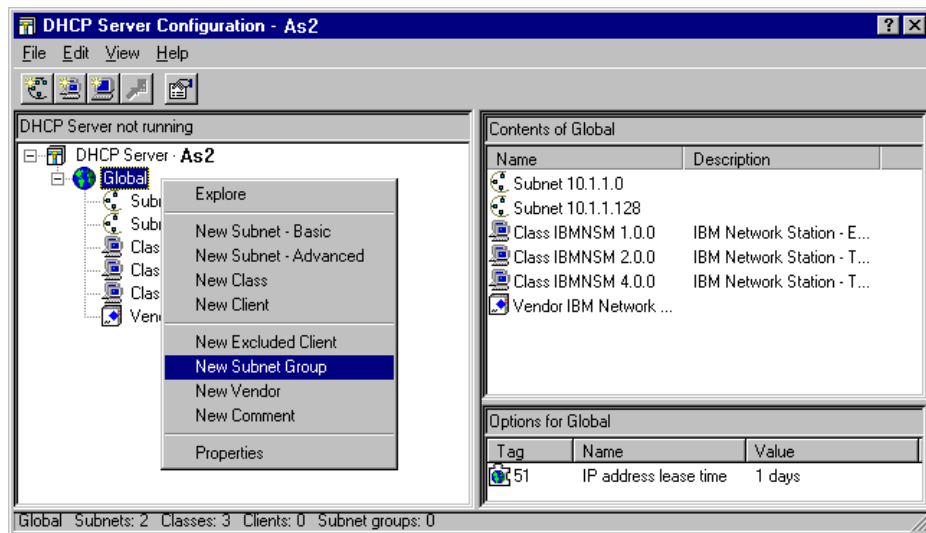 DHCP Server Configuration - As2
File Edit View Help
DHCP Server not running
DHCP Server - As2
Global
Subn
Subn
Clas
Clas
Clas
Vend
Explore
New Subnet - Basic
New Subnet - Advanced
New Class
New Client
New Excluded Client
New Subnet Group
New Vendor
New Comment
Properties
Contents of Global
Name Description
Subnet 10.1.1.0
Subnet 10.1.1.128
Class IBMNSM 1.0.0 IBM Network Station - E...
Class IBMNSM 2.0.0 IBM Network Station - T...
Class IBMNSM 4.0.0 IBM Network Station - T...
Vendor IBM Network ...
Options for Global
Tag Name Value
51 IP address lease time 1 days
Global Subnets: 2 Classes: 3 Clients: 0 Subnet groups: 0